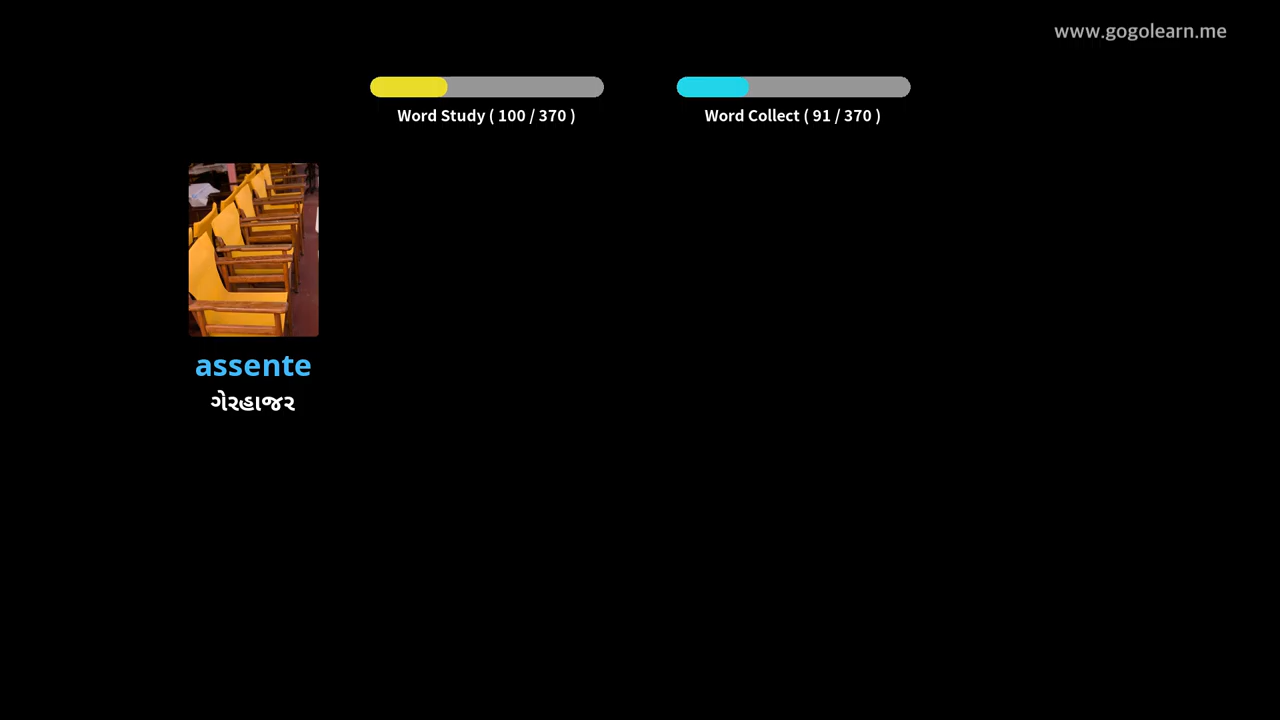 www.gogolearn.me
Word Study ( 100 / 370 )
Word Collect ( 91 / 370 )
assente
ગેરહાજર